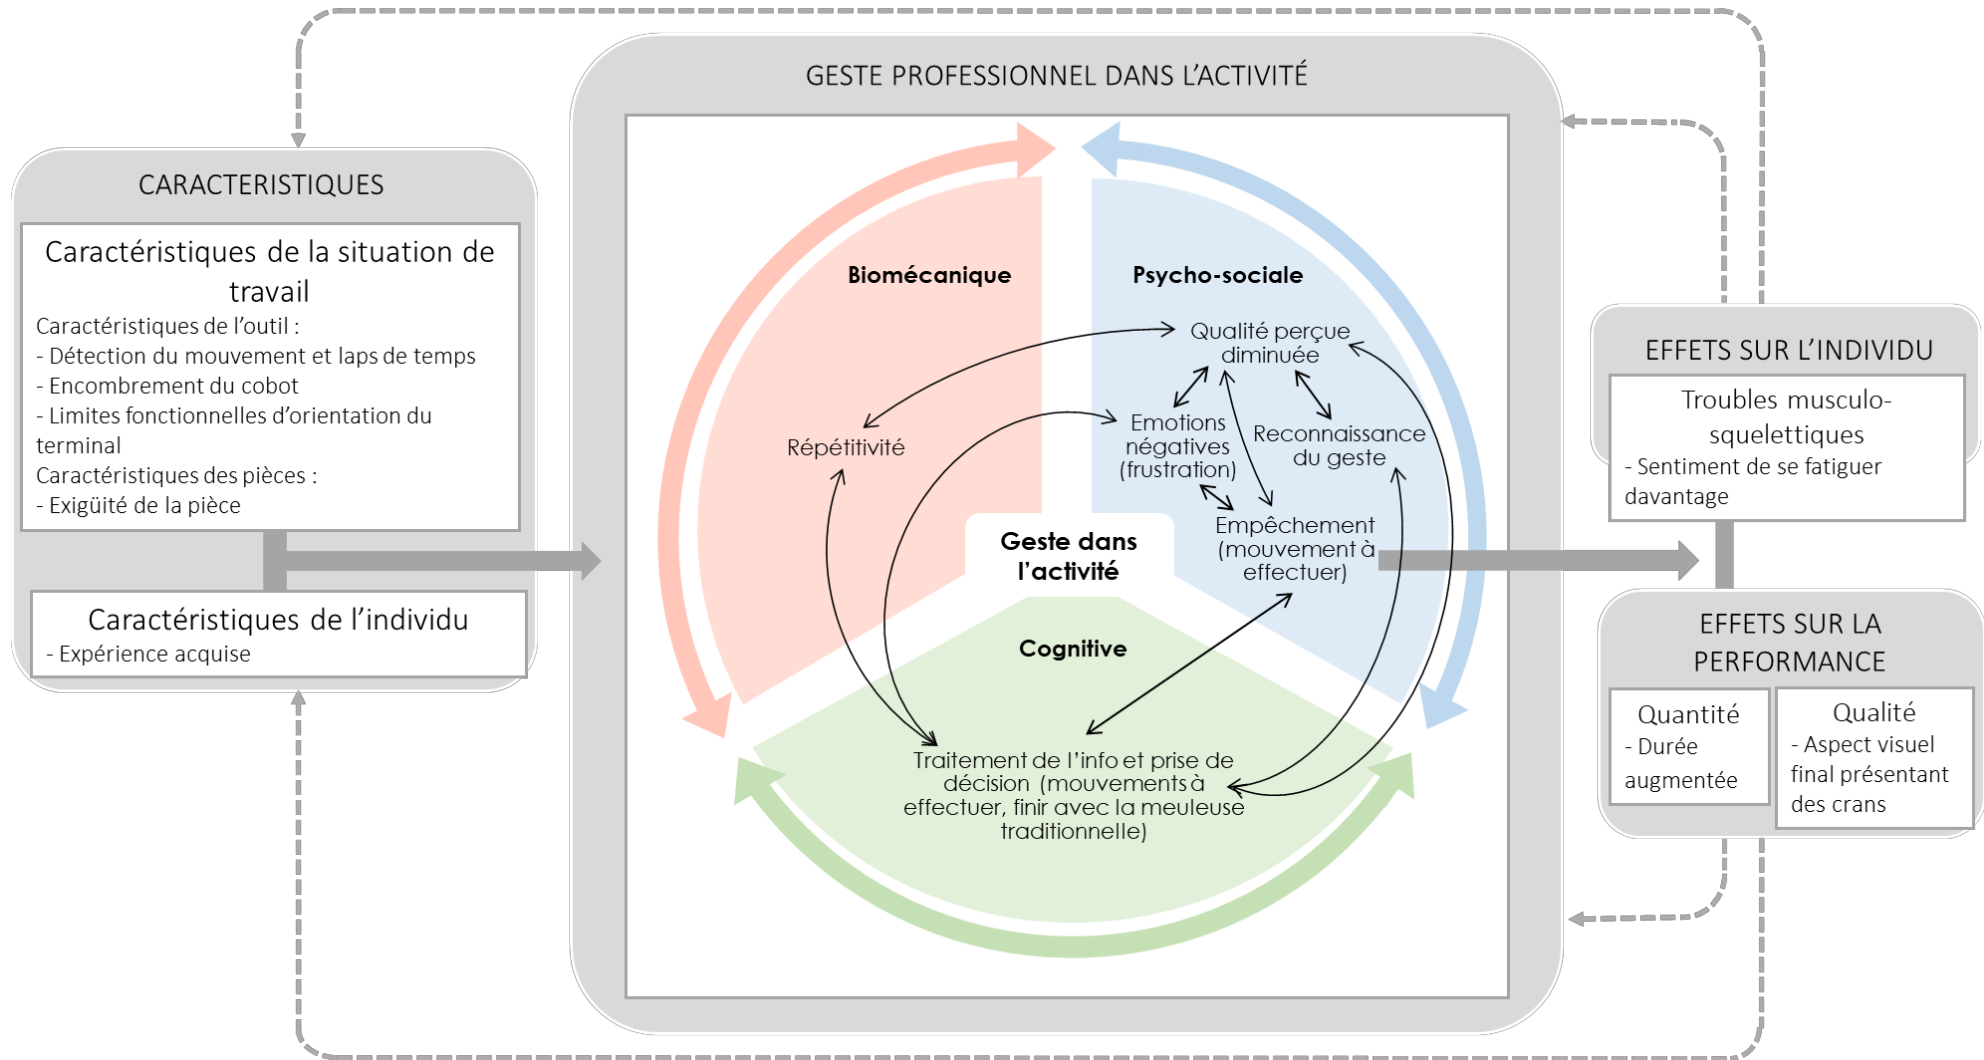 GESTE PROFESSIONNEL DANS L'ACTIVITÉ
CARACTERISTIQUES
Caractéristiques de la situation de
travail
Caractéristiques de l'outil :
- Détection du mouvement et laps de temps
- Encombrement du cobot
- Limites fonctionnelles d'orientation du
terminal
Caractéristiques des pièces :
- Exigüité de la pièce
Caractéristiques de l'individu
- Expérience acquise
Biomécanique
Répétitivité
Psycho-sociale
Qualité perçue
diminuée
Emotions
négatives
(frustration)
Reconnaissance
du geste
Empêchement
(mouvement à
effectuer)
Geste dans
l'activité
Cognitive
Traitement de l'info et prise de
décision (mouvements à
effectuer, finir avec la meuleuse
traditionnelle)
EFFETS SUR L'INDIVIDU
Troubles musculo-
squelettiques
- Sentiment de se fatiguer
davantage
EFFETS SUR LA
PERFORMANCE
Quantité
- Durée
augmentée
Qualité
- Aspect visuel
final présentant
des crans